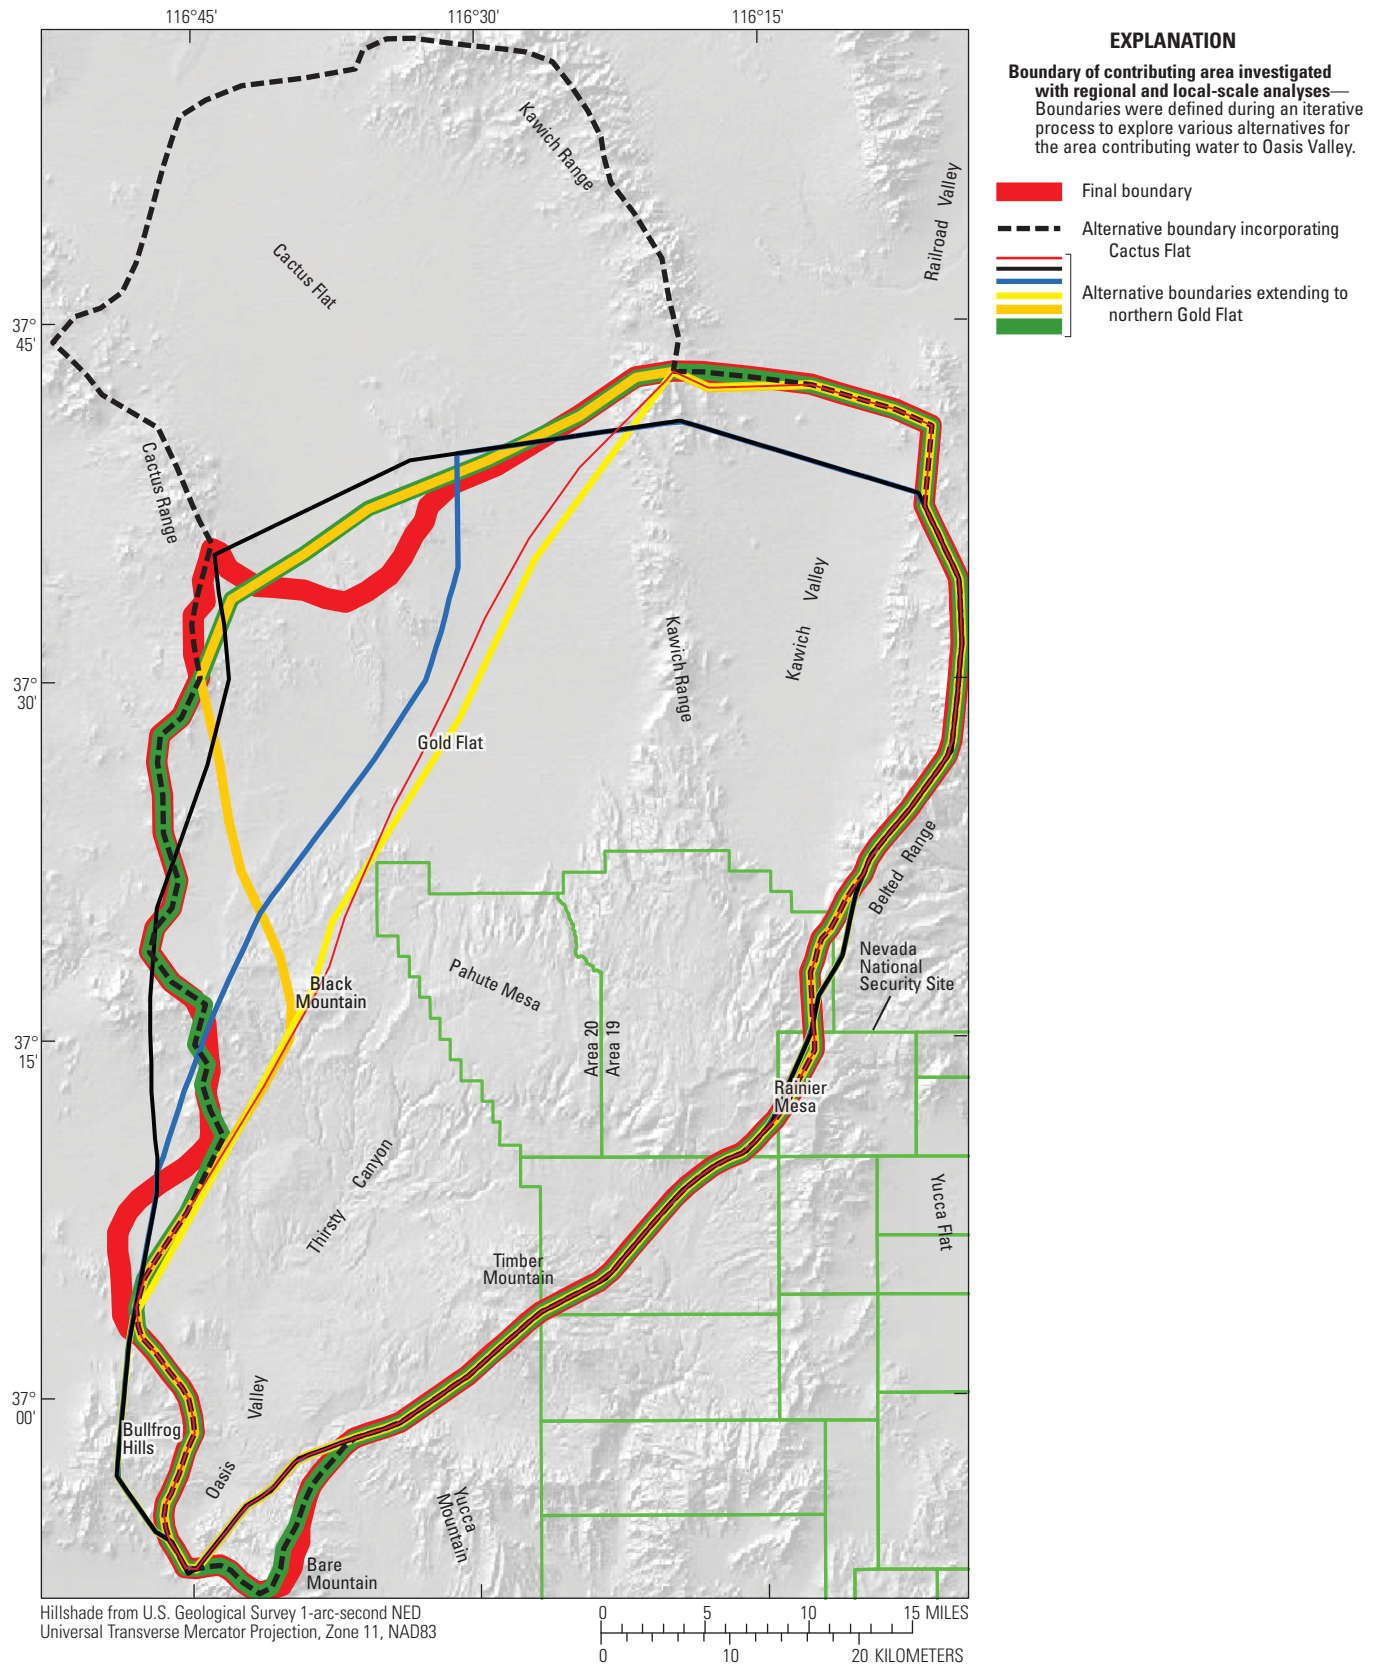 116°45' 116°30' 116°15'
EXPLANATION
Boundary of contributing area investigated
with regional and local-scale analyses—
Boundaries were defined during an iterative
process to explore various alternatives for
the area contributing water to Oasis Valley.
Final boundary
Alternative boundary incorporating
Cactus Flat
Alternative boundaries extending to
northern Gold Flat
Kawich Range
Railroad Valley
Cactus Flat
37°
45'
Cactus Range
Kawich Valley
Kawich Range
37°
30'
Gold Flat
Belted Range
Nevada
National
Security Site
Pahute Mesa
Black
Mountain
Area 20
Area 19
37°
15'
Rainier
Mesa
Thirsty Canyon
Yucca Flat
Timber
Mountain
37°
00'
Oasis Valley
Bullfrog
Hills
Yucca
Mountain
Bare
Mountain
Hillshade from U.S. Geological Survey 1-arc-second NED
Universal Transverse Mercator Projection, Zone 11, NAD83
0 5 10 15 MILES
0 10 20 KILOMETERS